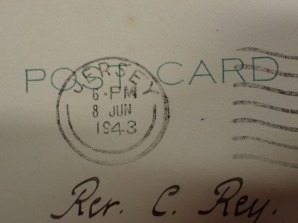 POST CARD
JERSEY
6-PM
8 JUN
1943
Rev. C. Rey.